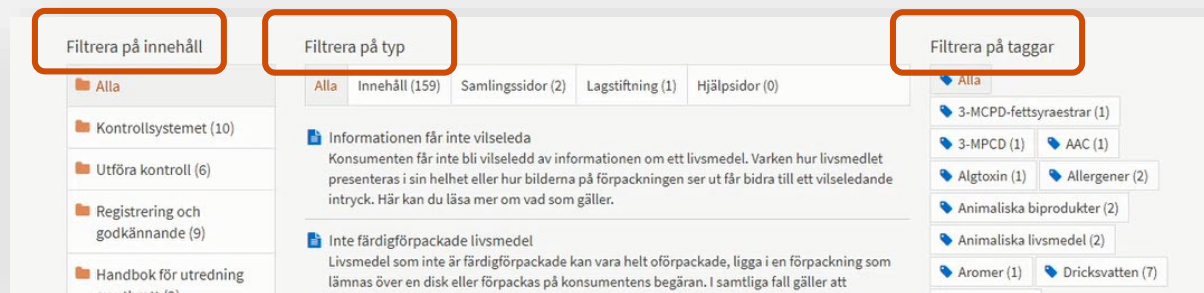 Filtrera på innehåll
Alla
Kontrollsystemet (10)
Utföra kontroll (6)
Registrering och
godkännande (9)
Handbok för utredning
Filtrera på typ
Alla Innehåll (159) Samlingssidor (2) Lagstiftning (1) Hjälpsidor (0)
Informationen får inte vilseleda
Konsumenten får inte bli vilseledd av informationen om ett livsmedel. Varken hur livsmedlet
presenteras i sin helhet eller hur bilderna på förpackningen ser ut får bidra till ett vilseledande
intryck. Här kan du läsa mer om vad som gäller.
Inte färdigförpackade livsmedel
Livsmedel som inte är färdigförpackade kan vara helt oförpackade, ligga i en förpackning som
lämnas över en disk eller förpackas på konsumentens begäran. I samtliga fall gäller att
Filtrera på taggar
Alla
3-MCPD-fettsyraestrar (1)
3-MPCD (1) AAC (1)
Algtoxin (1) Allergener (2)
Animaliska biprodukter (2)
Animaliska livsmedel (2)
Aromer (1) Dricksvatten (7)